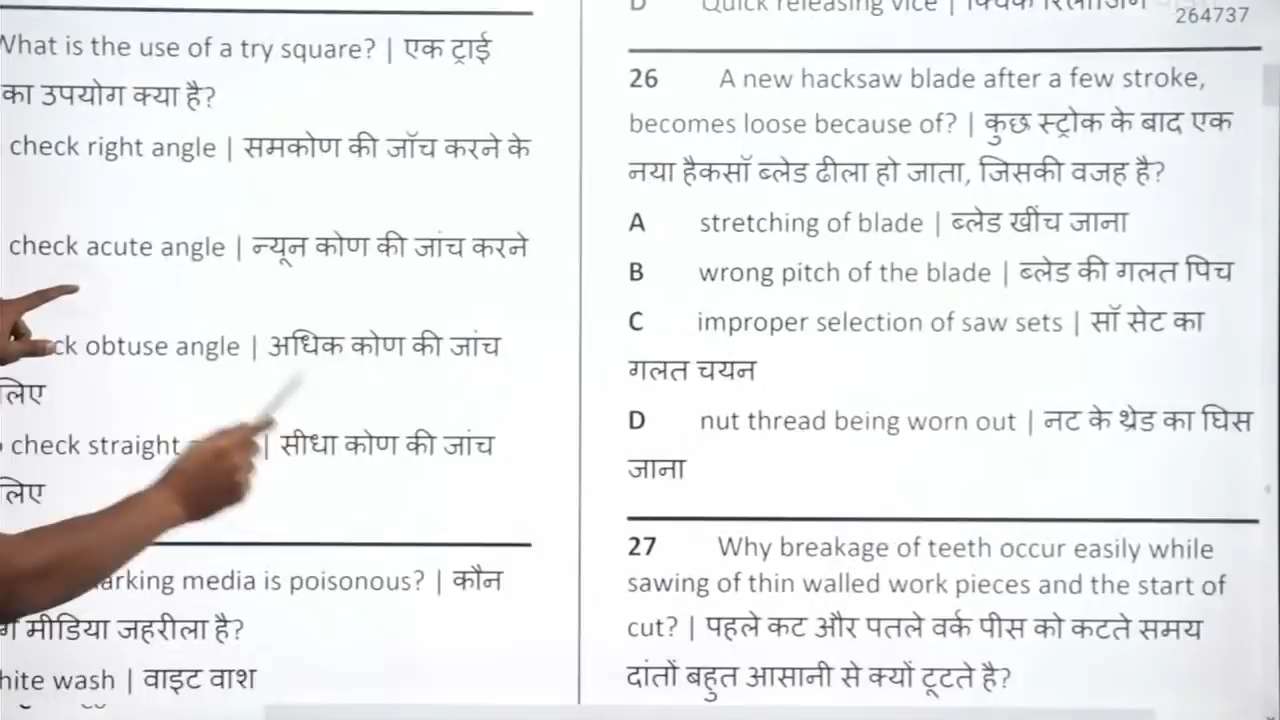 What is the use of a try square? | एक ट्राई
का उपयोग क्या है?
check right angle | समकोण की जॉच करने के
check acute angle | न्यून कोण की जांच करने
ck obtuse angle | अधिक कोण की जांच
लिए
check straight | सीधा कोण की जांच
लिए
arking media is poisonous? | कौन
मीडिया जहरीला है?
hite wash | वाइट वाश
D Quick releasing vice | क्विक रिलीजिंग
264737
26 A new hacksaw blade after a few stroke,
becomes loose because of? | कुछ स्ट्रोक के बाद एक
नया हैकसॉ ब्लेड ढीला हो जाता, जिसकी वजह है?
A stretching of blade | ब्लेड खींच जाना
B wrong pitch of the blade | ब्लेड की गलत पिच
C improper selection of saw sets | सॉ सेट का
गलत चयन
D nut thread being worn out | नट के थ्रेड का घिस
जाना
27 Why breakage of teeth occur easily while
sawing of thin walled work pieces and the start of
cut? | पहले कट और पतले वर्क पीस को कटते समय
दांतों बहुत आसानी से क्यों टूटते है?